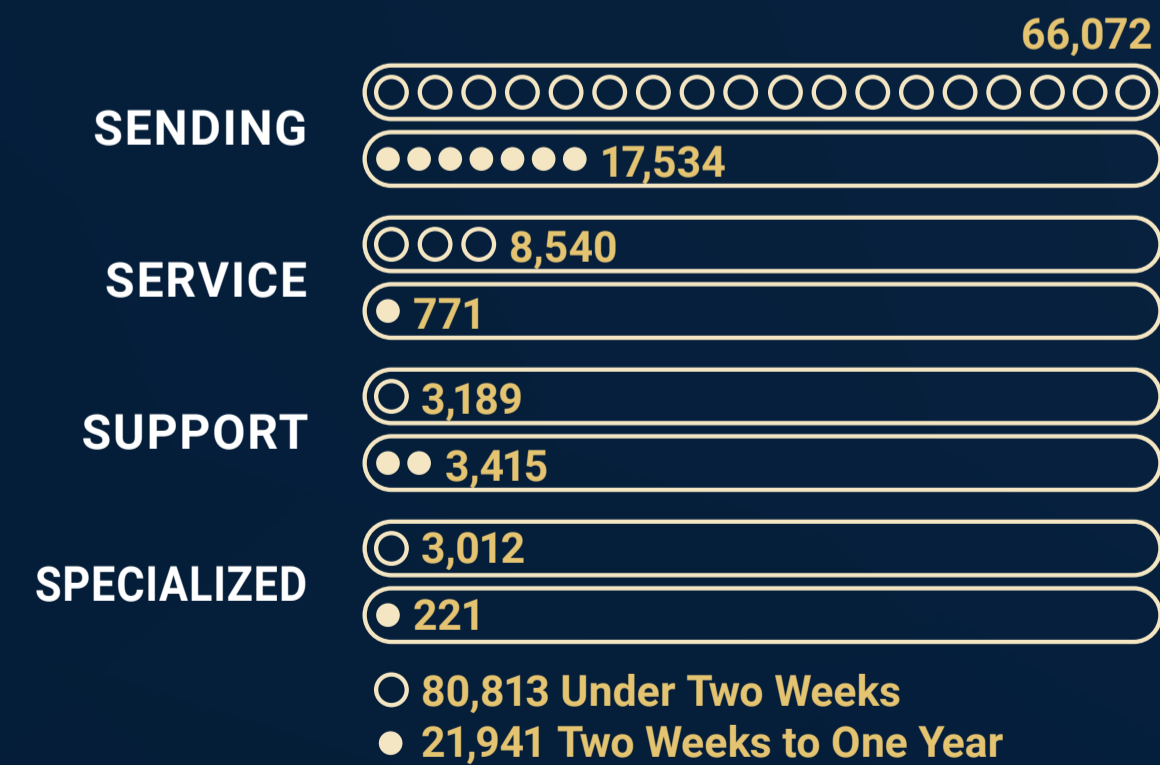 66,072
SENDING
17,534
8,540
SERVICE
771
3,189
SUPPORT
3,415
3,012
SPECIALIZED
221
80,813 Under Two Weeks
21,941 Two Weeks to One Year